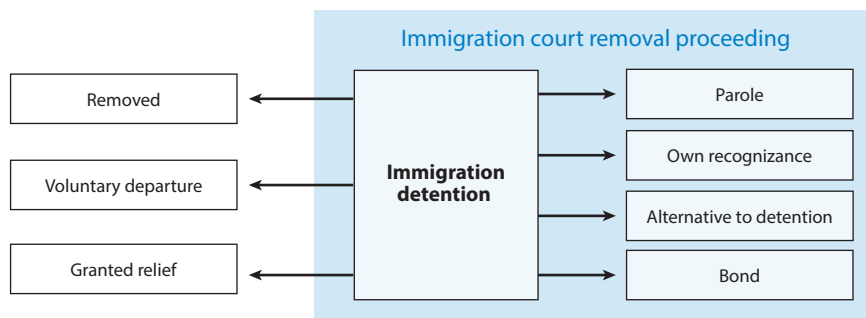 Immigration court removal proceeding
Removed
Voluntary departure
Granted relief
Immigration
detention
Parole
Own recognizance
Alternative to detention
Bond